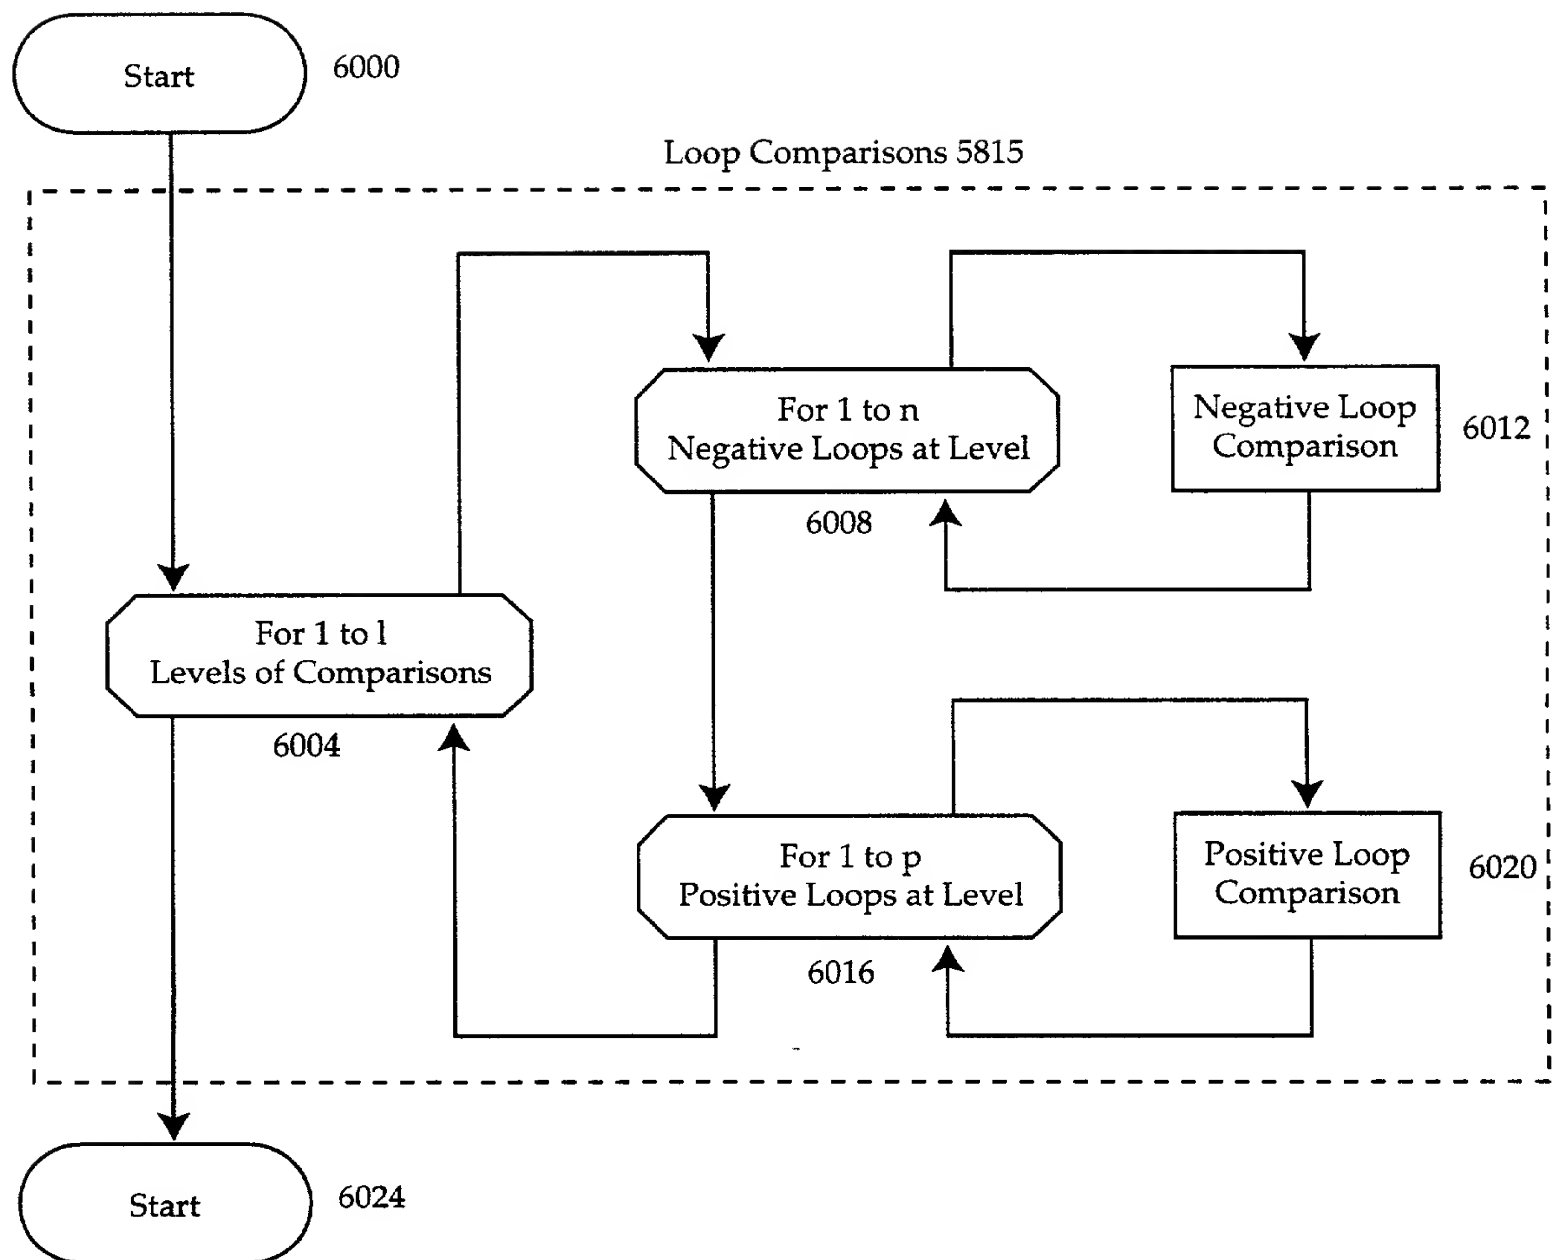 Start
6000
Loop Comparisons 5815
For 1 to n
Negative Loops at Level
6008
Negative Loop
Comparison
6012
For 1 to l
Levels of Comparisons
6004
For 1 to p
Positive Loops at Level
6016
Positive Loop
Comparison
6020
Start
6024